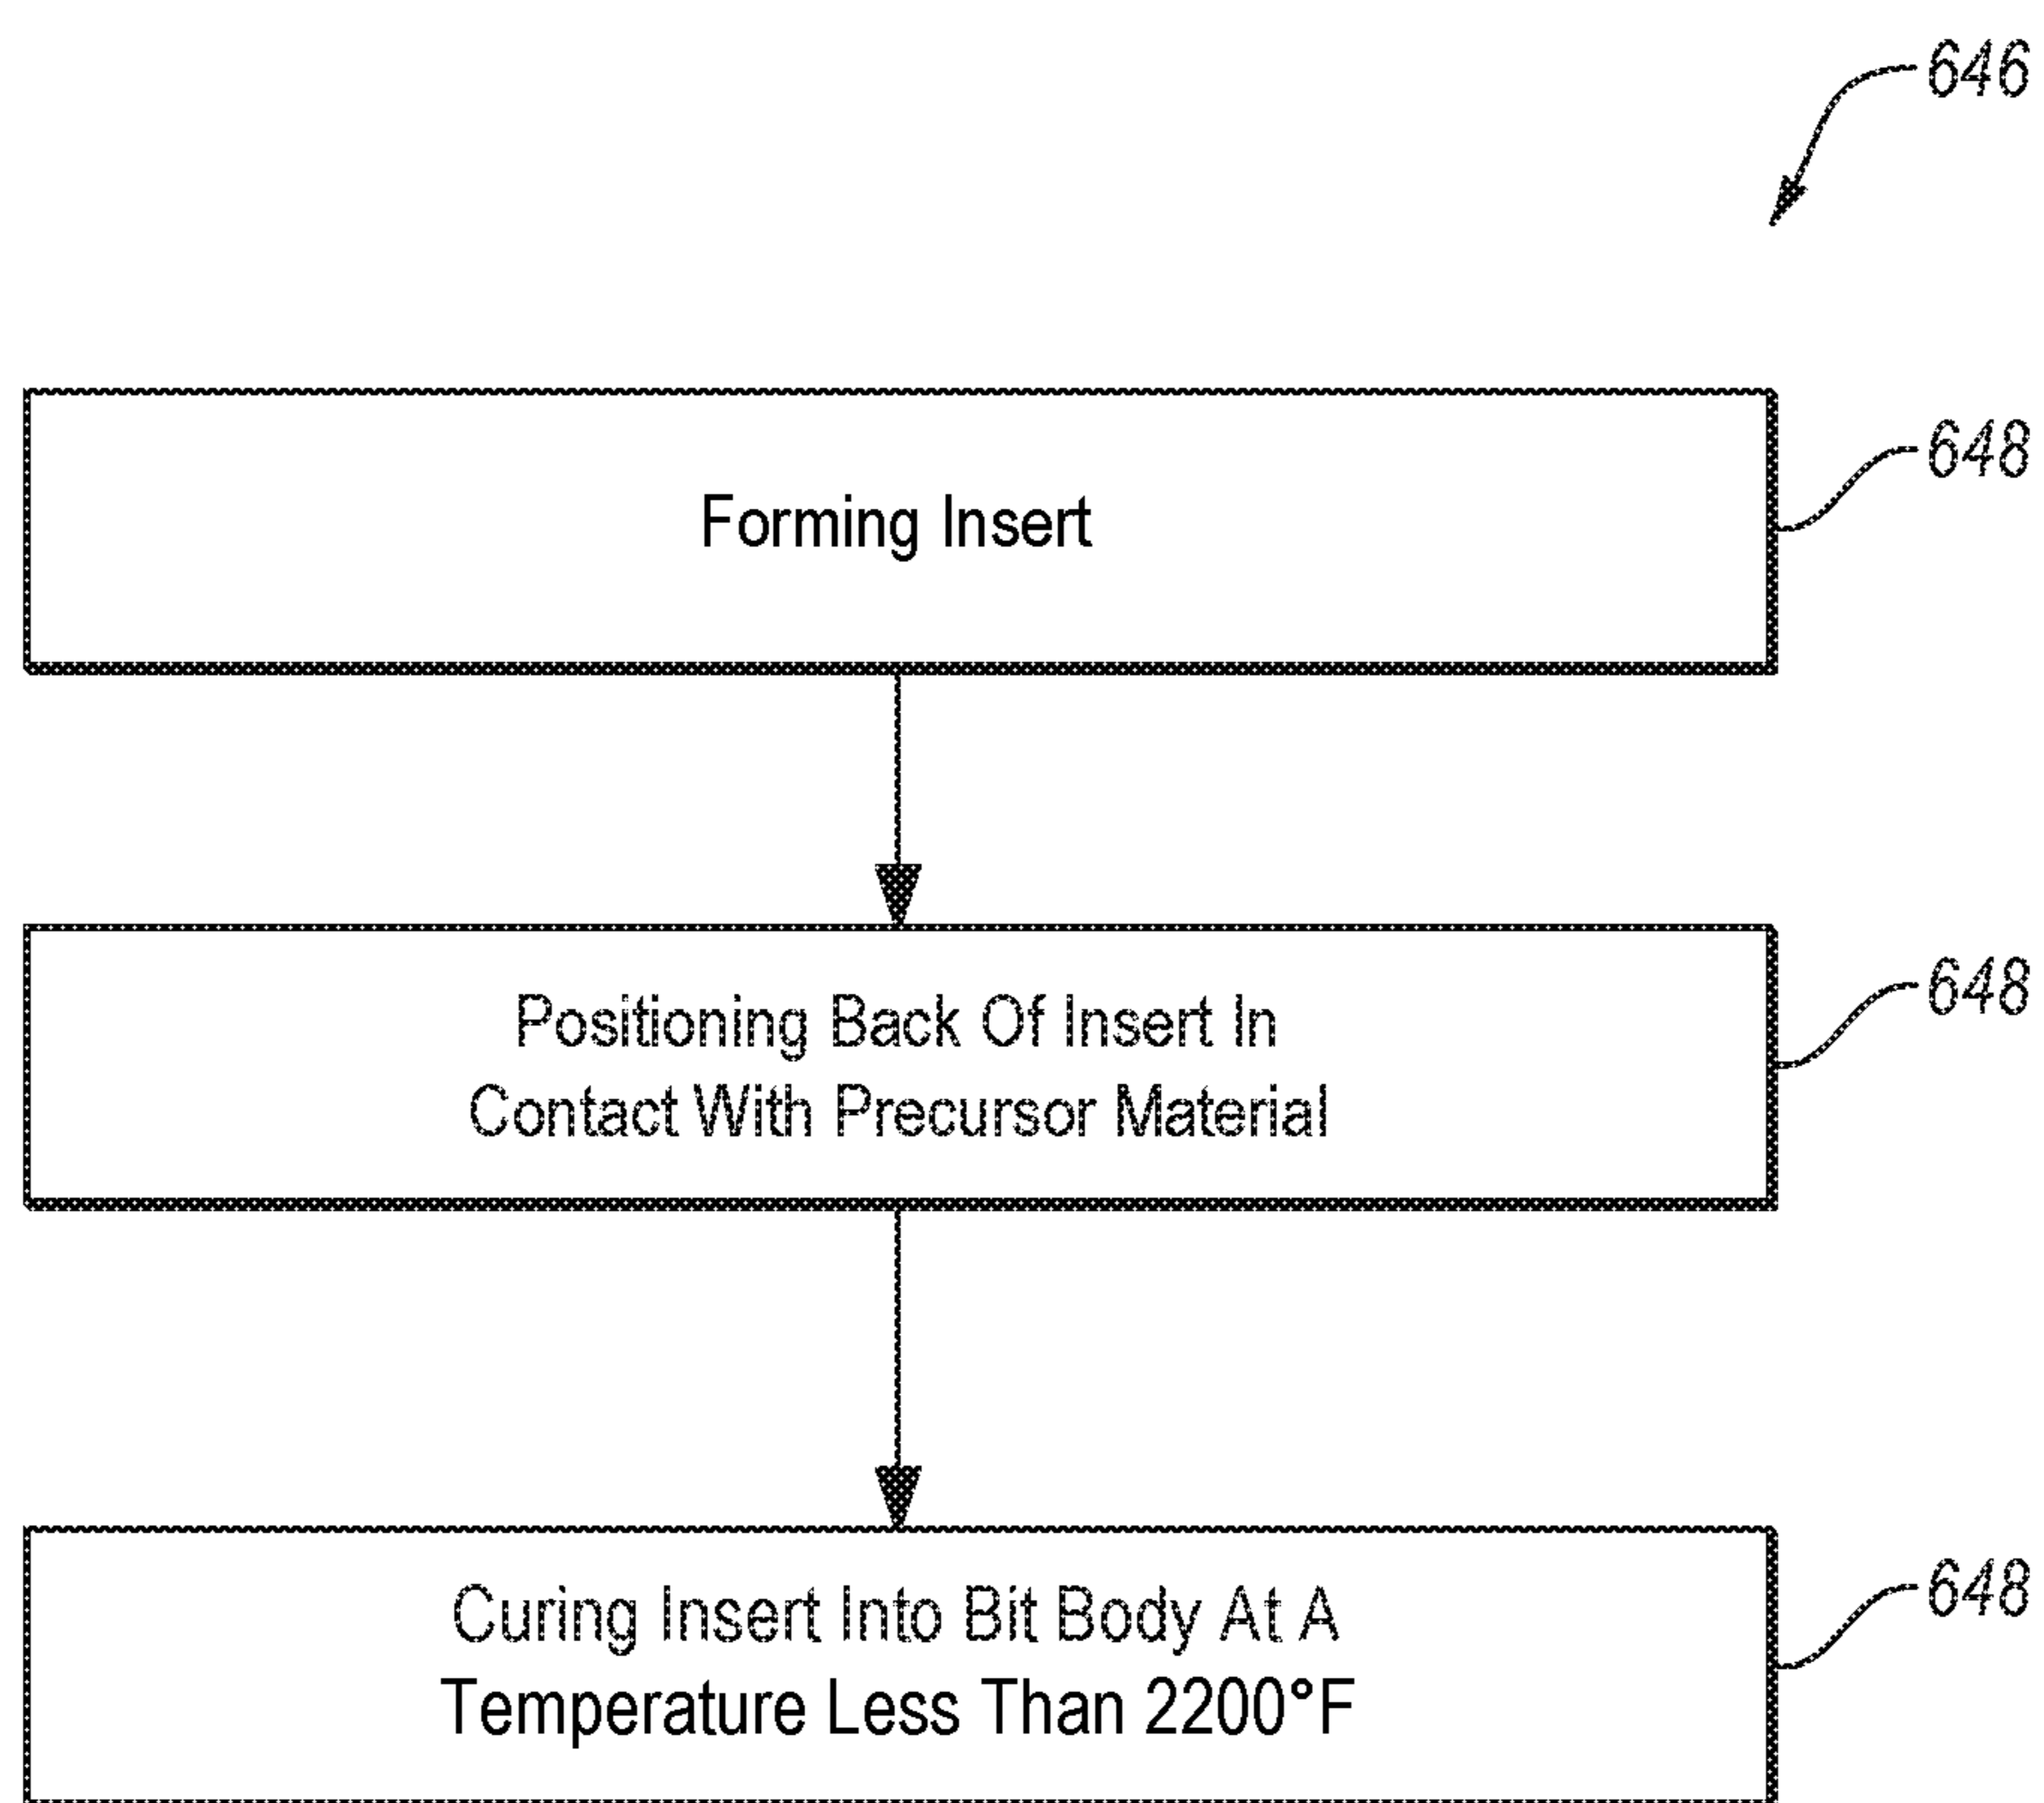 646
Forming Insert
648
Positioning Back Of Insert In
Contact With Precursor Material
648
Curing Insert Into Bit Body At A
Temperature Less Than 2200°F
648